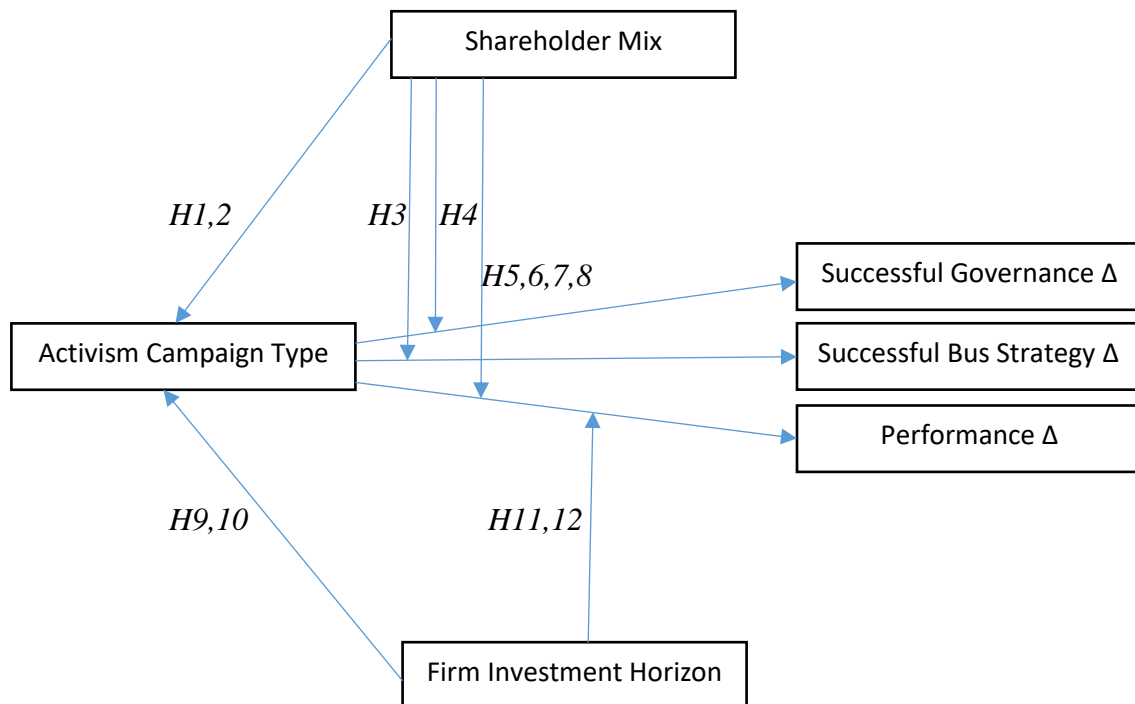 Shareholder Mix
H1,2
H3
H4
H5,6,7,8
Successful Governance Δ
Activism Campaign Type
Successful Bus Strategy Δ
Performance Δ
H9,10
H11,12
Firm Investment Horizon